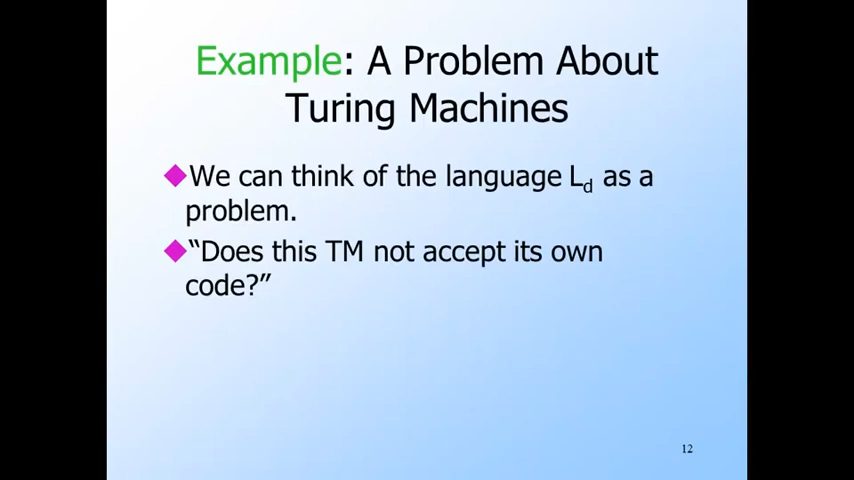 Example: A Problem About
Turing Machines
We can think of the language Ld as a
problem.
“Does this TM not accept its own
code?”
12